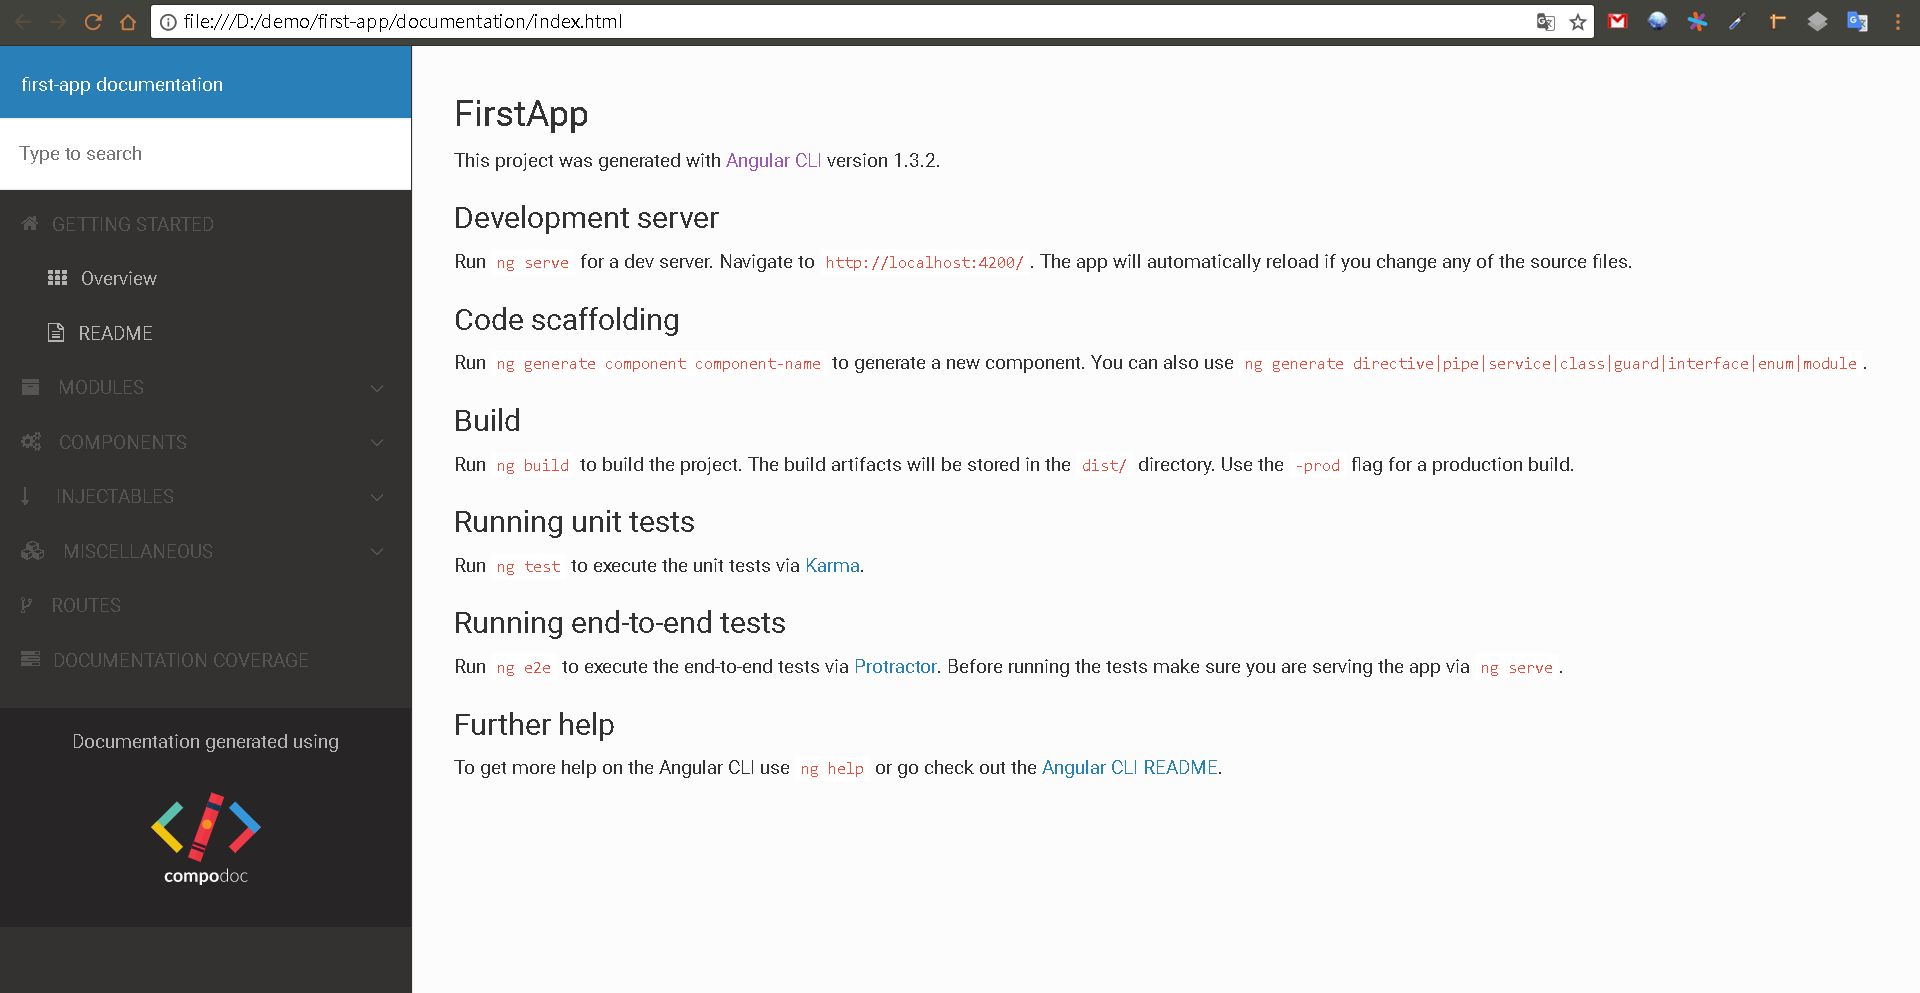 file:///D:/demo/first-app/documentation/index.html
first-app documentation
Type to search
GETTING STARTED
Overview
README
MODULES
COMPONENTS
INJECTABLES
MISCELLANEOUS
ROUTES
DOCUMENTATION COVERAGE
Documentation generated using
compodoc
FirstApp
This project was generated with Angular CLI version 1.3.2.
Development server
Run ng serve for a dev server. Navigate to http://localhost:4200/. The app will automatically reload if you change any of the source files.
Code scaffolding
Run ng generate component component-name to generate a new component. You can also use ng generate directive|pipe|service|class|guard|interface|enum|module.
Build
Run ng build to build the project. The build artifacts will be stored in the dist/ directory. Use the -prod flag for a production build.
Running unit tests
Run ng test to execute the unit tests via Karma.
Running end-to-end tests
Run ng e2e to execute the end-to-end tests via Protractor. Before running the tests make sure you are serving the app via ng serve.
Further help
To get more help on the Angular CLI use ng help or go check out the Angular CLI README.